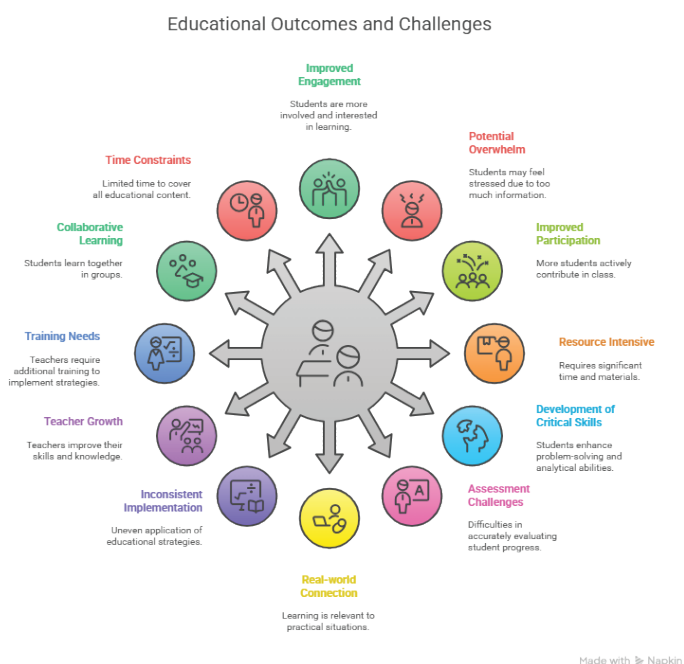 Educational Outcomes and Challenges
Improved
Engagement
Students are more
involved and interested
in learning.
Potential
Overwhelm
Students may feel
stressed due to too
much information.
Improved
Participation
More students actively
contribute in class.
Resource Intensive
Requires significant
time and materials.
Development of
Critical Skills
Students enhance
problem-solving and
analytical abilities.
Assessment
Challenges
Difficulties in
accurately evaluating
student progress.
A
Real-world
Connection
Learning is relevant to
practical situations.
Inconsistent
Implementation
Uneven application of
educational strategies.
Teacher Growth
Teachers improve their
skills and knowledge.
Training Needs
Teachers require
additional training to
implement strategies.
Collaborative
Learning
Students learn together
in groups.
Time Constraints
Limited time to cover
all educational content.
Made with Napkin